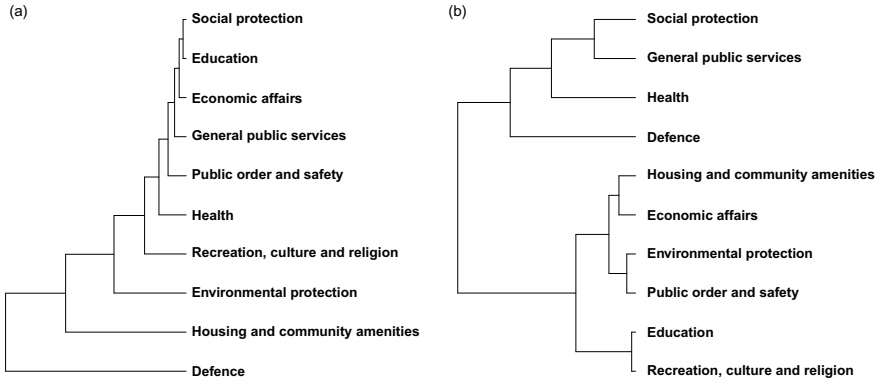 (a)
Social protection
Education
Economic affairs
General public services
Public order and safety
Health
Recreation, culture and religion
Environmental protection
Housing and community amenities
Defence
(b)
Social protection
General public services
Health
Defence
Housing and community amenities
Economic affairs
Environmental protection
Public order and safety
Education
Recreation, culture and religion